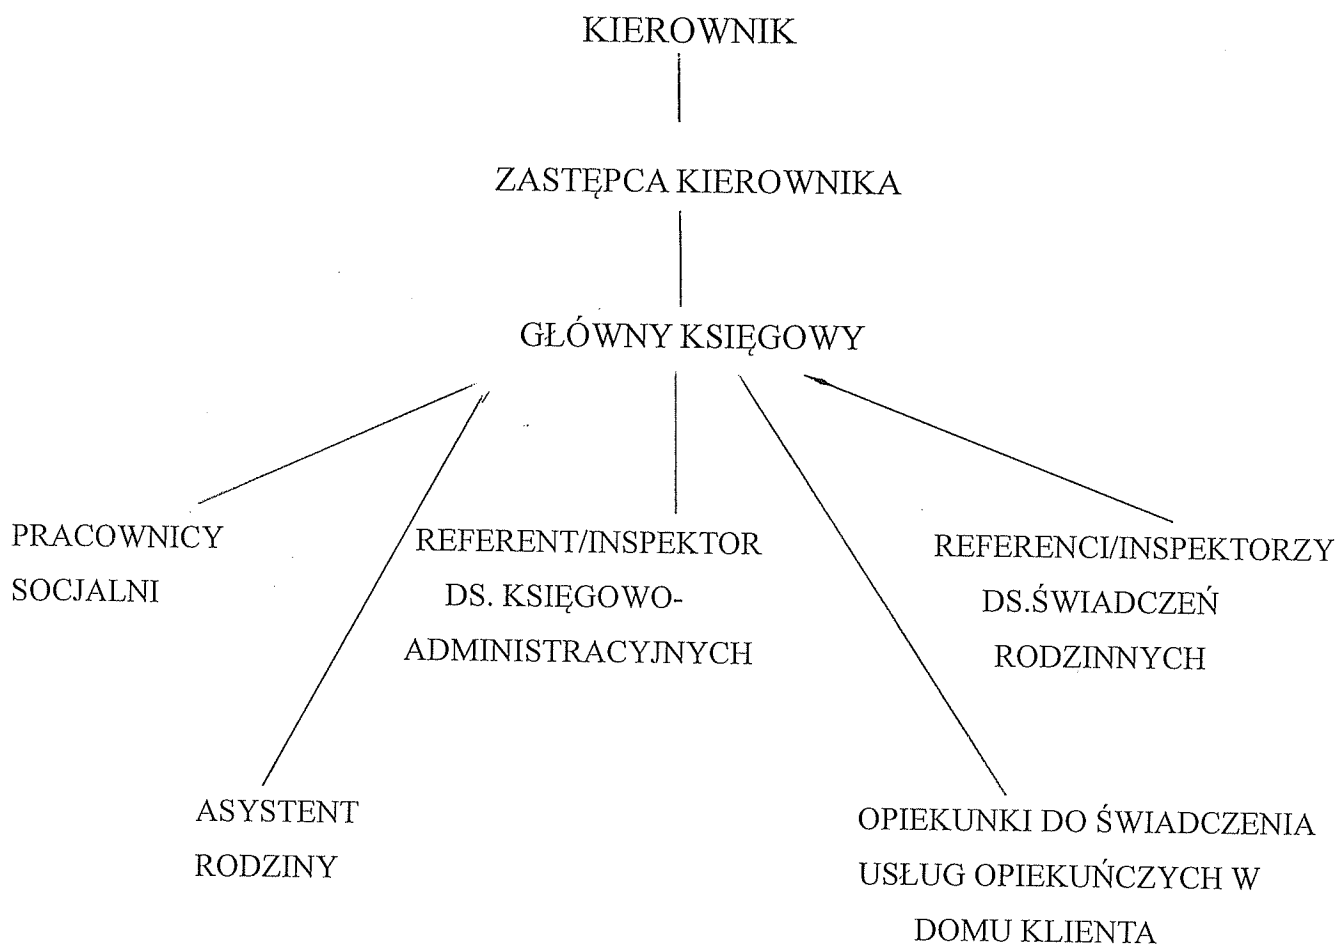 KIEROWNIK
ZASTĘPCA KIEROWNIKA
GŁÓWNY KSIĘGOWY
PRACOWNICY
SOCJALNI
REFERENT/INSPEKTOR
DS. KSIĘGOWO-
ADMINISTRACYJNYCH
REFERENCI/INSPEKTORZY
DS.ŚWIADCZEŃ
RODZINNYCH
ASYSTENT
RODZINY
OPIEKUNKI DO ŚWIADCZENIA
USŁUG OPIEKUŃCZYCH W
DOMU KLIENTA